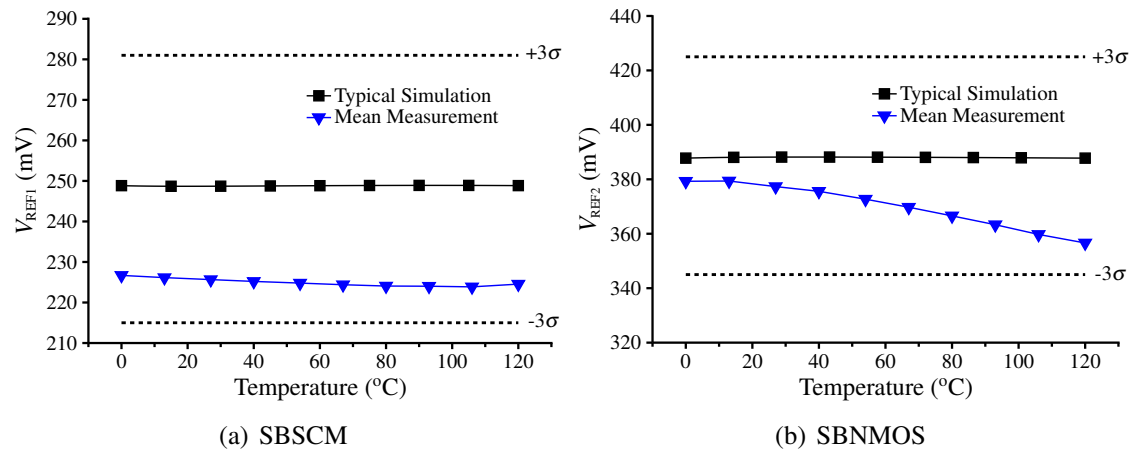 290
280
270
260
250
240
230
220
210
V_REF1 (mV)
+3σ
Typical Simulation
Mean Measurement
-3σ
0 20 40 60 80 100 120
Temperature (°C)
(a) SBSCM
440
420
400
380
360
340
320
V_REF2 (mV)
+3σ
Typical Simulation
Mean Measurement
-3σ
0 20 40 60 80 100 120
Temperature (°C)
(b) SBNMOS